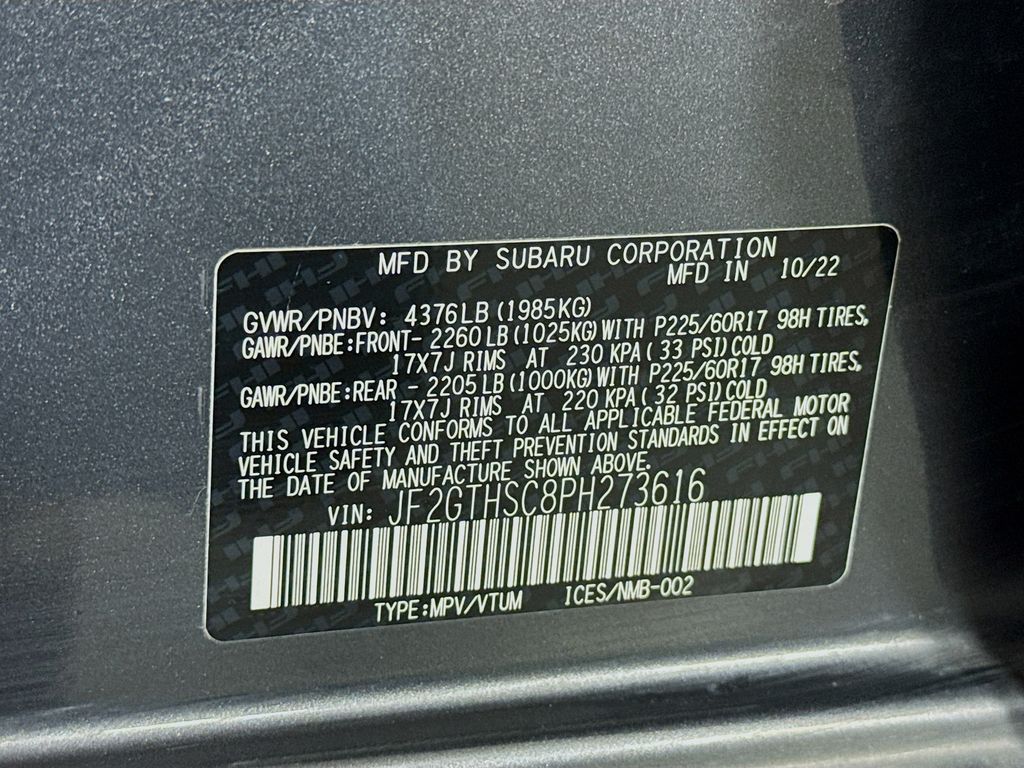 MFD BY SUBARU CORPORATION
MFD IN 10/22
GVWR/PNBV: 4376LB (1985KG)
GAWR/PNBE:FRONT- 2260LB (1025KG) WITH P225/60R17 98H TIRES,
17X7J RIMS AT 230 KPA ( 33 PSI) COLD
GAWR/PNBE:REAR - 2205LB (1000KG) WITH P225/60R17 98H TIRES,
17X7J RIMS AT 220 KPA ( 32 PSI) COLD
THIS VEHICLE CONFORMS TO ALL APPLICABLE FEDERAL MOTOR
VEHICLE SAFETY AND THEFT PREVENTION STANDARDS IN EFFECT ON
THE DATE OF MANUFACTURE SHOWN ABOVE.
VIN: JF2GTHSC8PH273616
TYPE:MPV/VTUM ICES/NMB-002